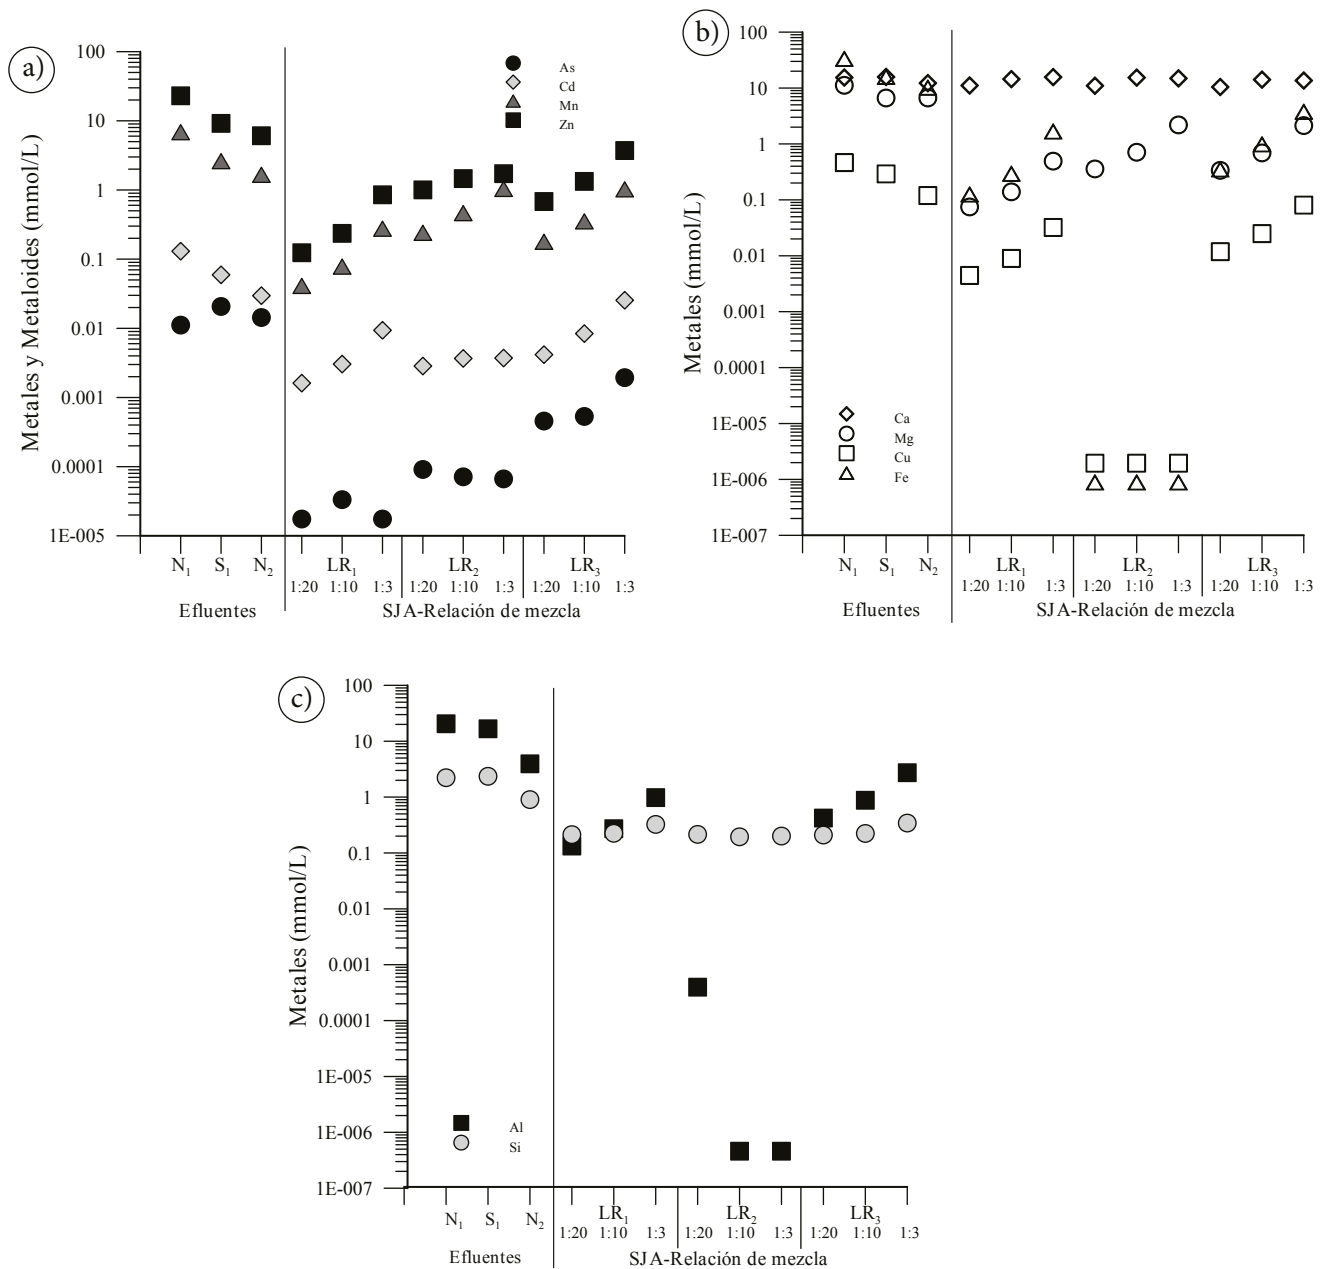 a)
Metales y Metaloides (mmol/L)
100
10
1
0.1
0.01
0.001
0.0001
1E-005
As
Cd
Mn
Zn
N₁ S₁ N₂ LR₁ LR₂ LR₃
1:20 1:10 1:3 1:20 1:10 1:3 1:20 1:10 1:3
Efluentes SJA-Relación de mezcla
b)
Metales (mmol/L)
100
10
1
0.1
0.01
0.001
0.0001
1E-005
1E-006
1E-007
Ca
Mg
Cu
Fe
N₁ S₁ N₂ LR₁ LR₂ LR₃
1:20 1:10 1:3 1:20 1:10 1:3 1:20 1:10 1:3
Efluentes SJA-Relación de mezcla
c)
Metales (mmol/L)
100
10
1
0.1
0.01
0.001
0.0001
1E-005
1E-006
1E-007
Al
Si
N₁ S₁ N₂ LR₁ LR₂ LR₃
1:20 1:10 1:3 1:20 1:10 1:3 1:20 1:10 1:3
Efluentes SJA-Relación de mezcla